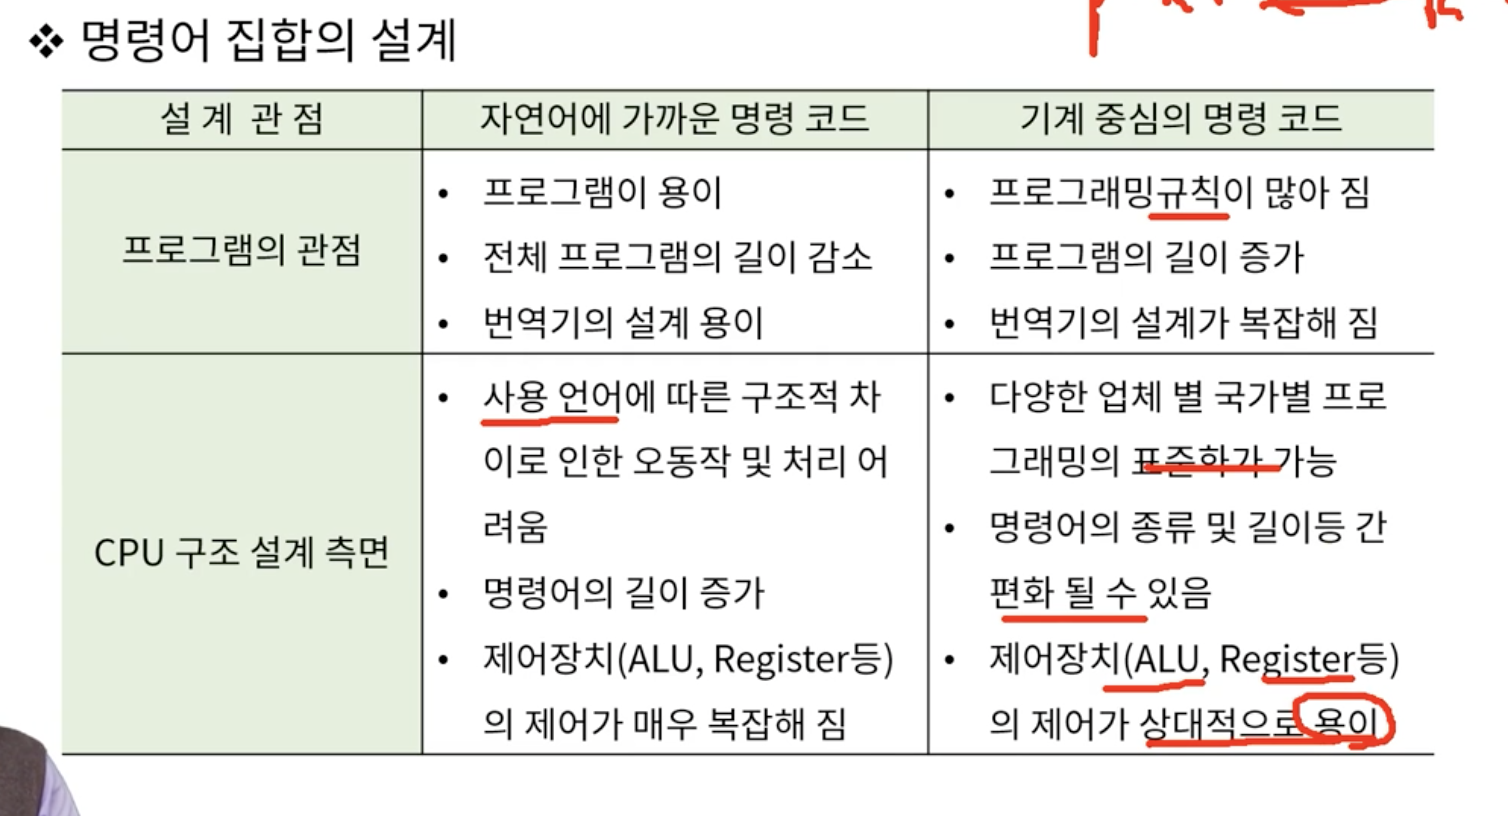 ❖ 명령어 집합의 설계
설 계 관 점
자연어에 가까운 명령 코드
기계 중심의 명령 코드
프로그램의 관점
• 프로그램이 용이
• 전체 프로그램의 길이 감소
• 번역기의 설계 용이
• 프로그래밍규칙이 많아 짐
• 프로그램의 길이 증가
• 번역기의 설계가 복잡해 짐
CPU 구조 설계 측면
• 사용 언어에 따른 구조적 차
이로 인한 오동작 및 처리 어
려움
• 명령어의 길이 증가
• 제어장치(ALU, Register등)
의 제어가 매우 복잡해 짐
• 다양한 업체 별 국가별 프로
그래밍의 표준화가 가능
• 명령어의 종류 및 길이등 간
편화 될 수 있음
• 제어장치(ALU, Register등)
의 제어가 상대적으로 용이